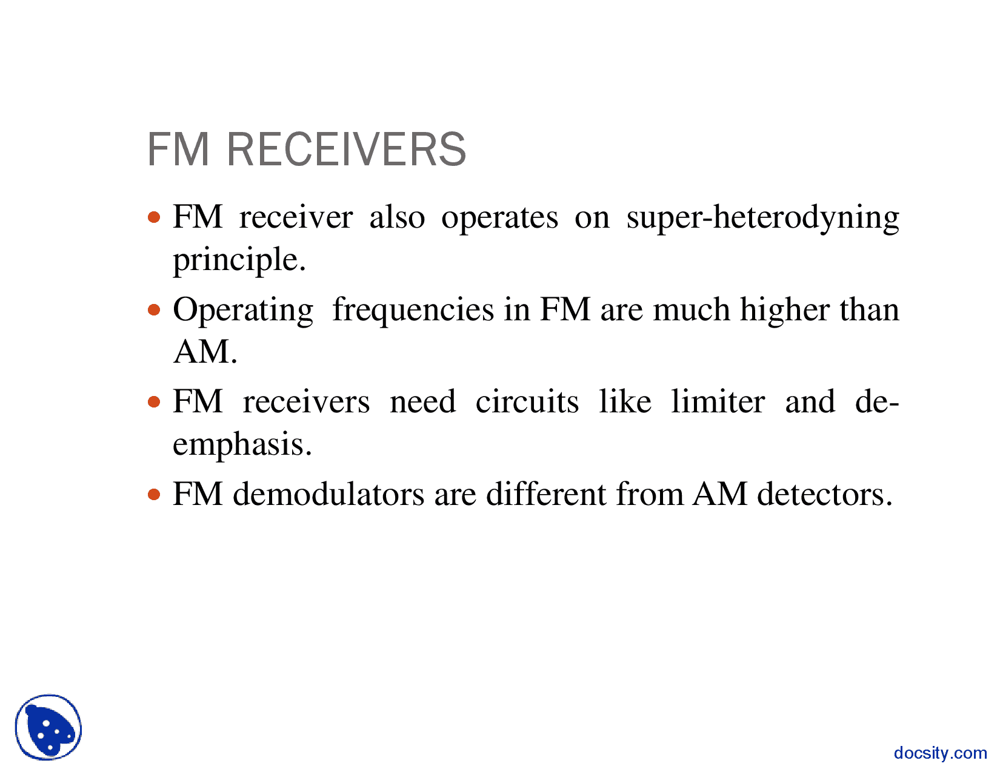 FM RECEIVERS
• FM receiver also operates on super-heterodyning
principle.
• Operating  frequencies in FM are much higher than
AM.
• FM receivers need circuits like limiter and de-
emphasis.
• FM demodulators are different from AM detectors.
docsity.com